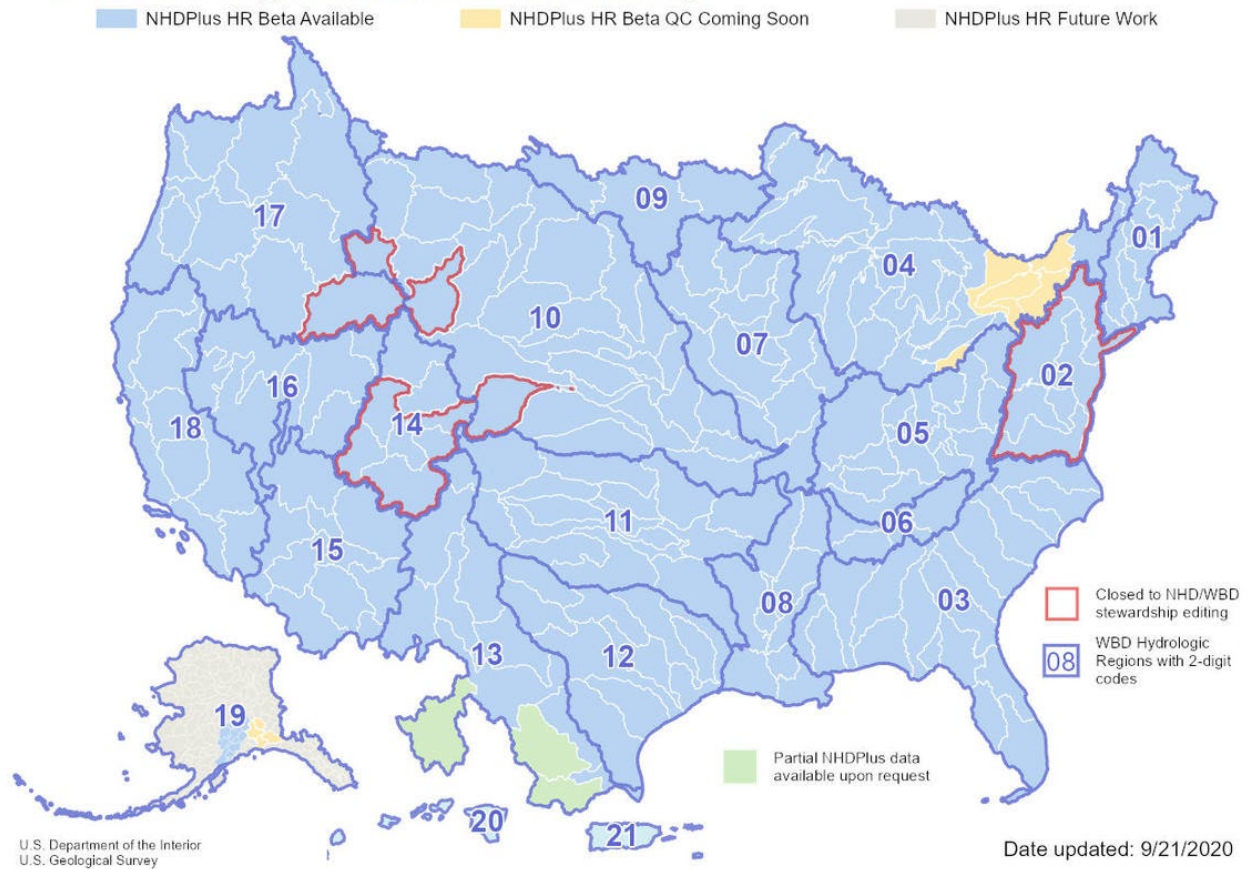 NHDPlus HR Beta Available
NHDPlus HR Beta QC Coming Soon
NHDPlus HR Future Work
09
01
17
04
10
07
02
16
14
18
05
11
06
15
08
03
Closed to NHD/WBD
stewardship editing
13
12
08
WBD Hydrologic
Regions with 2-digit
codes
19
Partial NHDPlus data
available upon request
20
21
U.S. Department of the Interior
U.S. Geological Survey
Date updated: 9/21/2020